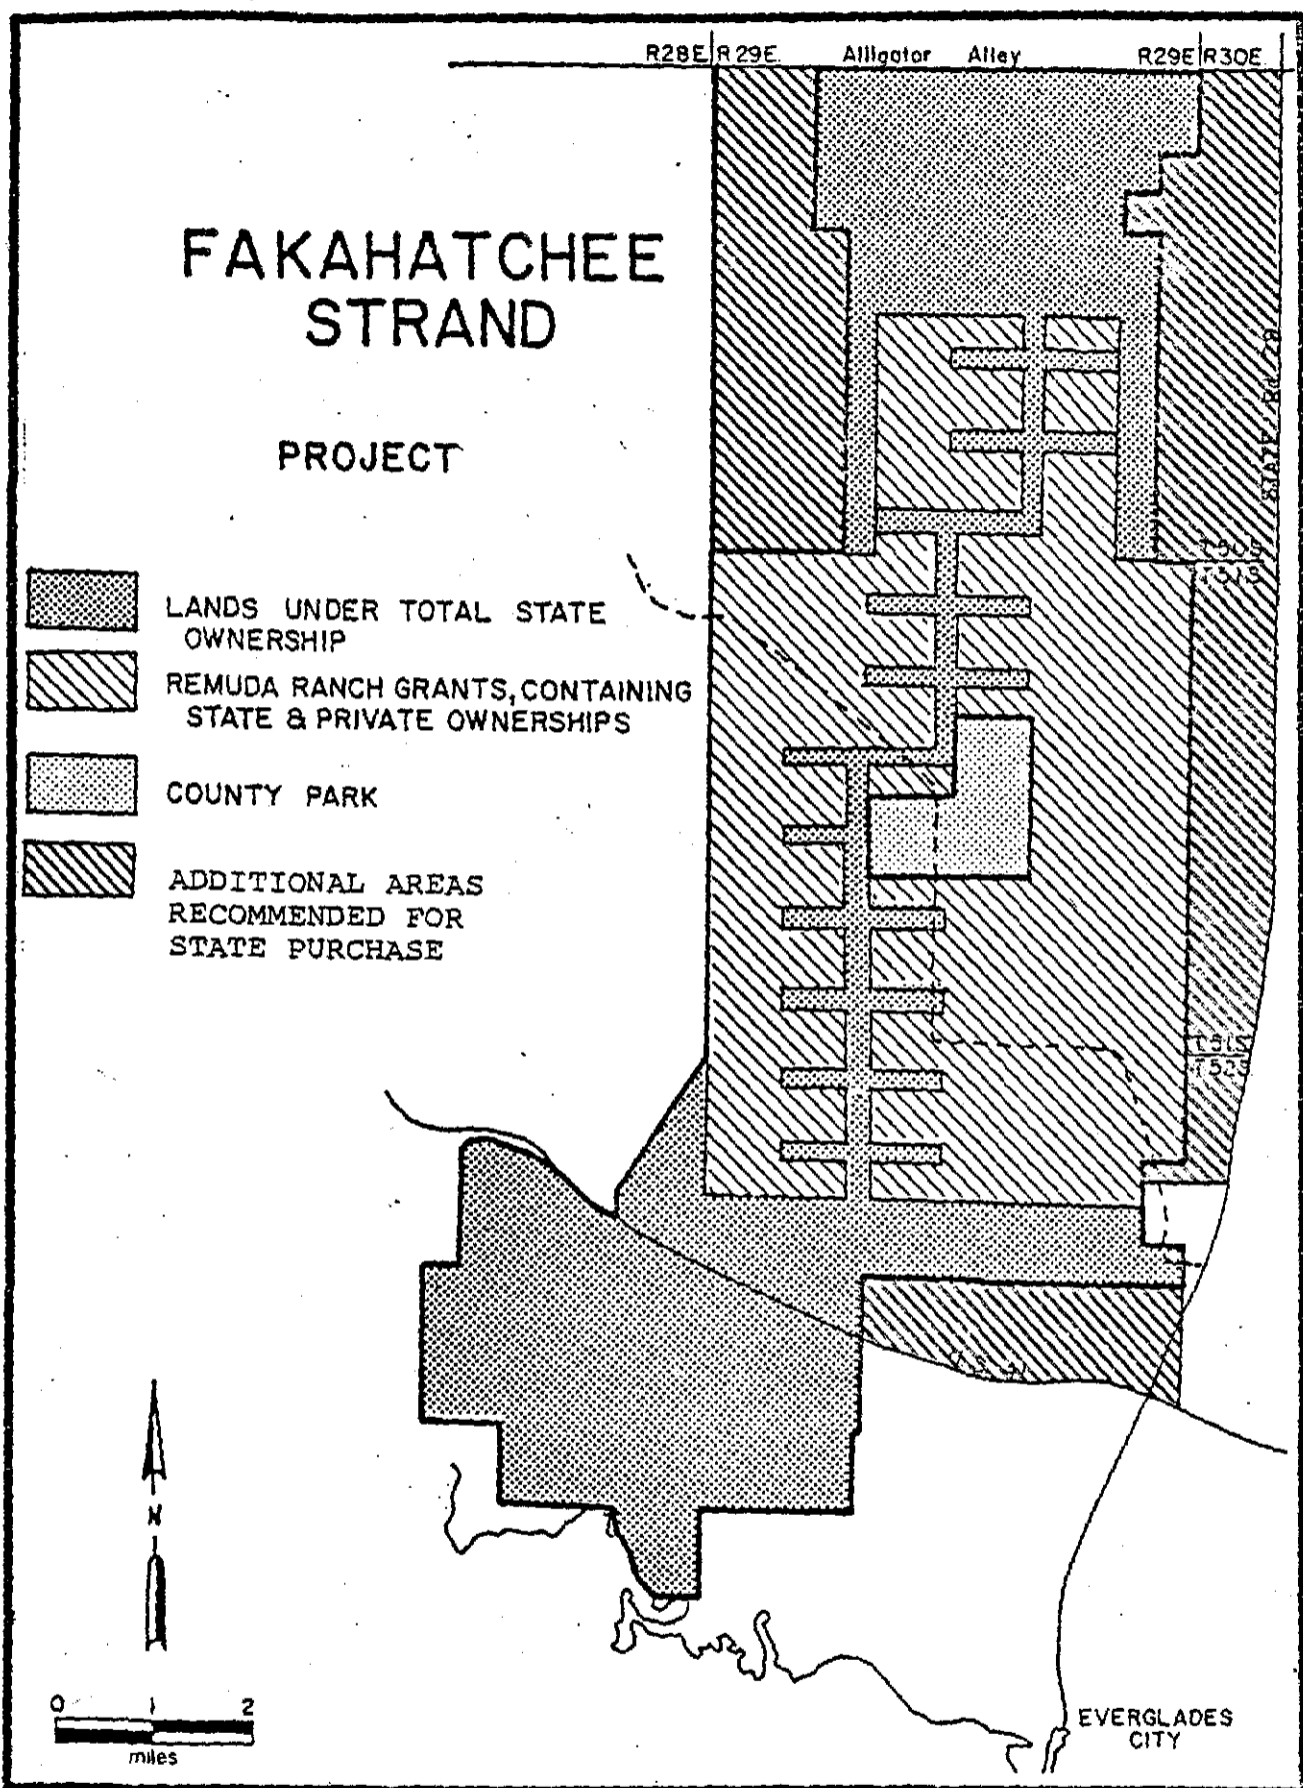 R28E R29E Alligator Alley R29E R30E
FAKAHATCHEE
STRAND
PROJECT
STATE Rd. 29
T50S
T51S
LANDS UNDER TOTAL STATE
OWNERSHIP
REMUDA RANCH GRANTS, CONTAINING
STATE & PRIVATE OWNERSHIPS
COUNTY PARK
ADDITIONAL AREAS
RECOMMENDED FOR
STATE PURCHASE
T51S
T52S
U.S. 41
N
0 1 2
miles
EVERGLADES
CITY